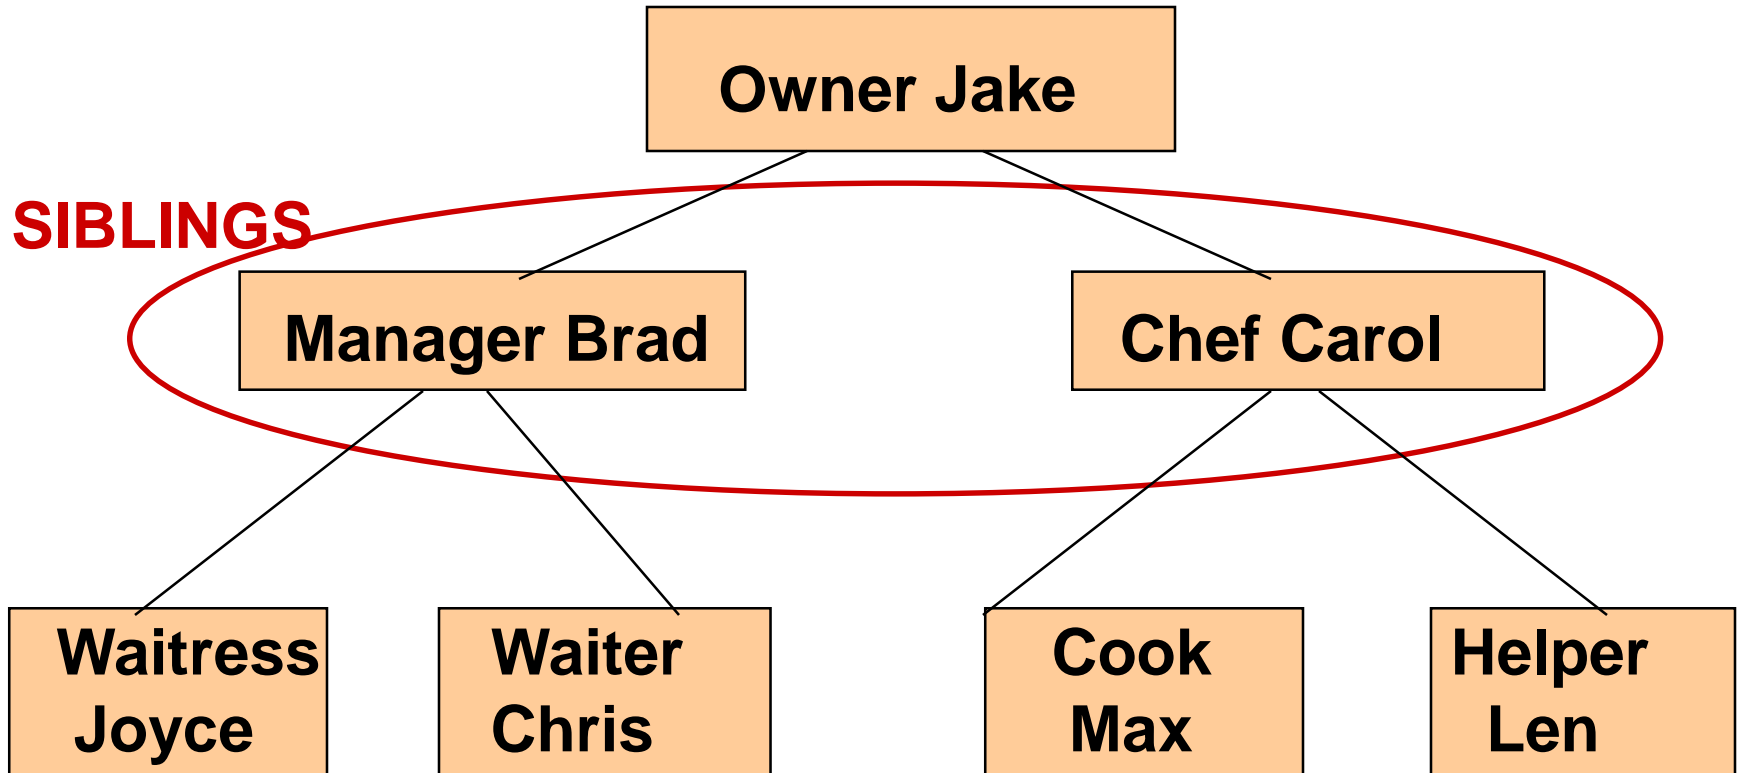 Owner Jake
SIBLINGS
Manager Brad
Chef Carol
Waitress
Joyce
Waiter
Chris
Cook
Max
Helper
Len